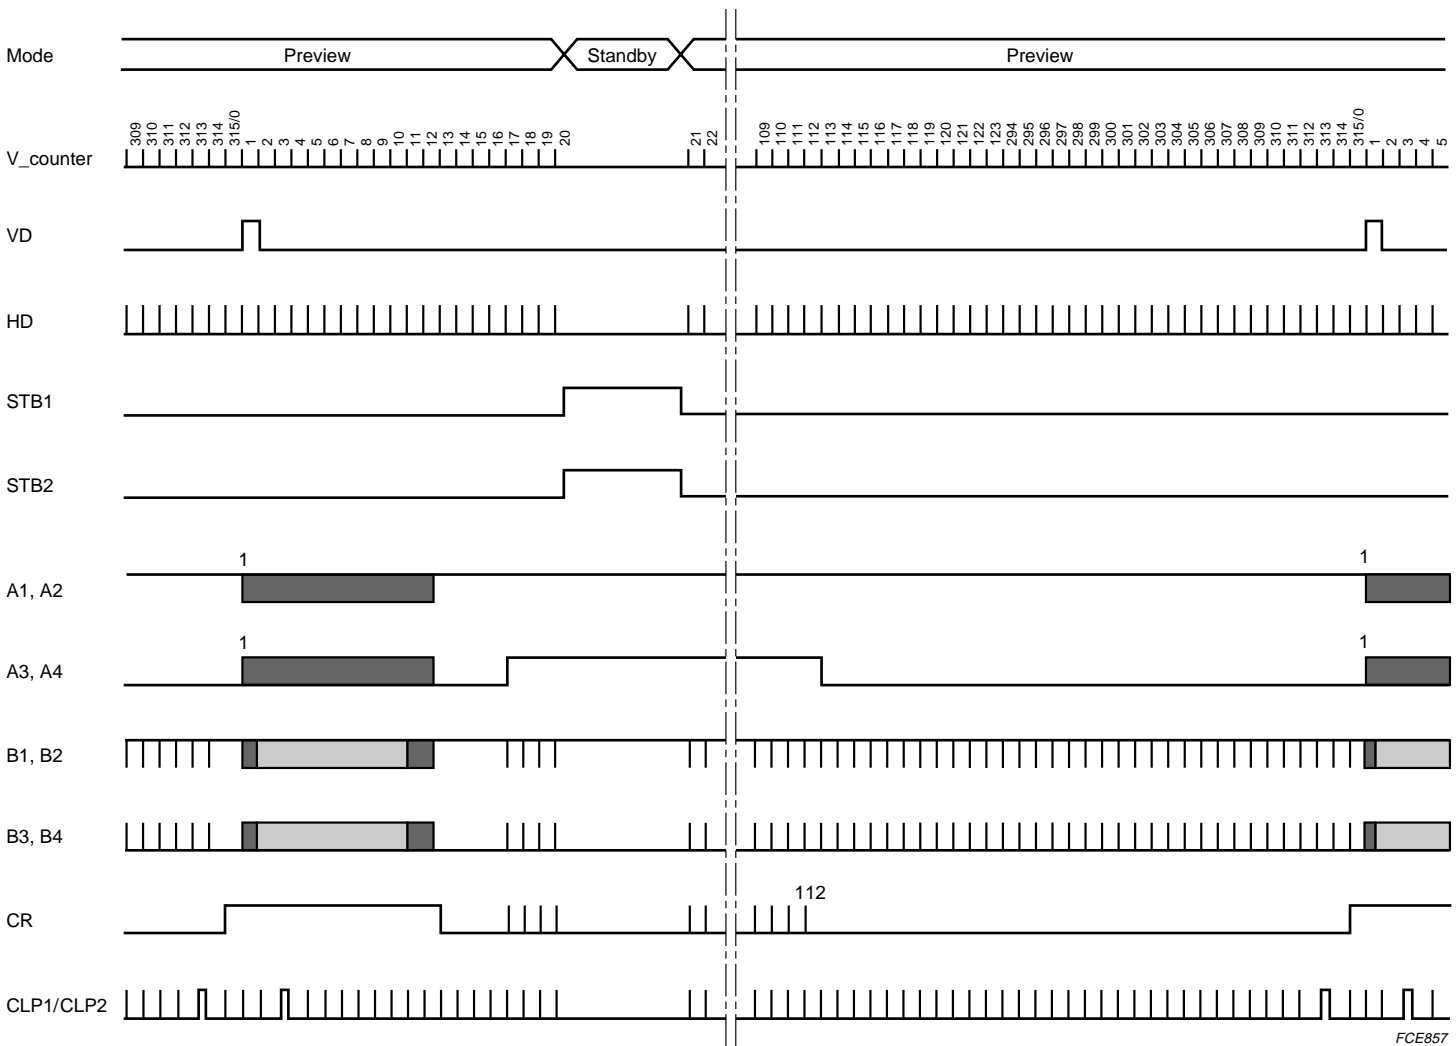 Mode Preview Standby Preview
V_counter 309 310 311 312 313 314 315/0 1 2 3 4 5 6 7 8 9 10 11 12 13 14 15 16 17 18 19 20 21 22 109 110 111 112 113 114 115 116 117 118 119 120 121 122 123 294 295 296 297 298 299 300 301 302 303 304 305 306 307 308 309 310 311 312 313 314 315/0 1 2 3 4 5
VD
HD
STB1
STB2
1 1
A1, A2
1 1
A3, A4
B1, B2
B3, B4
112
CR
CLP1/CLP2
FCE857